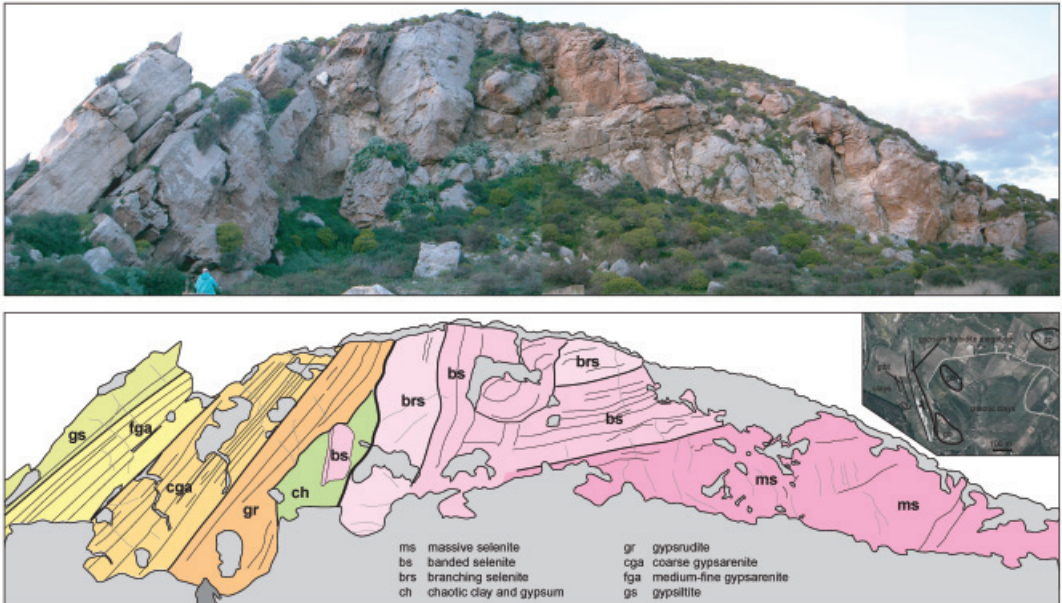 gs
fga
cga
gr
ch
bs
brs
bs
brs
bs
ms
ms
ms massive selenite
bs banded selenite
brs branching selenite
ch chaotic clay and gypsum
gr gypsrudite
cga coarse gypsarenite
fga medium-fine gypsarenite
gs gypsiltite